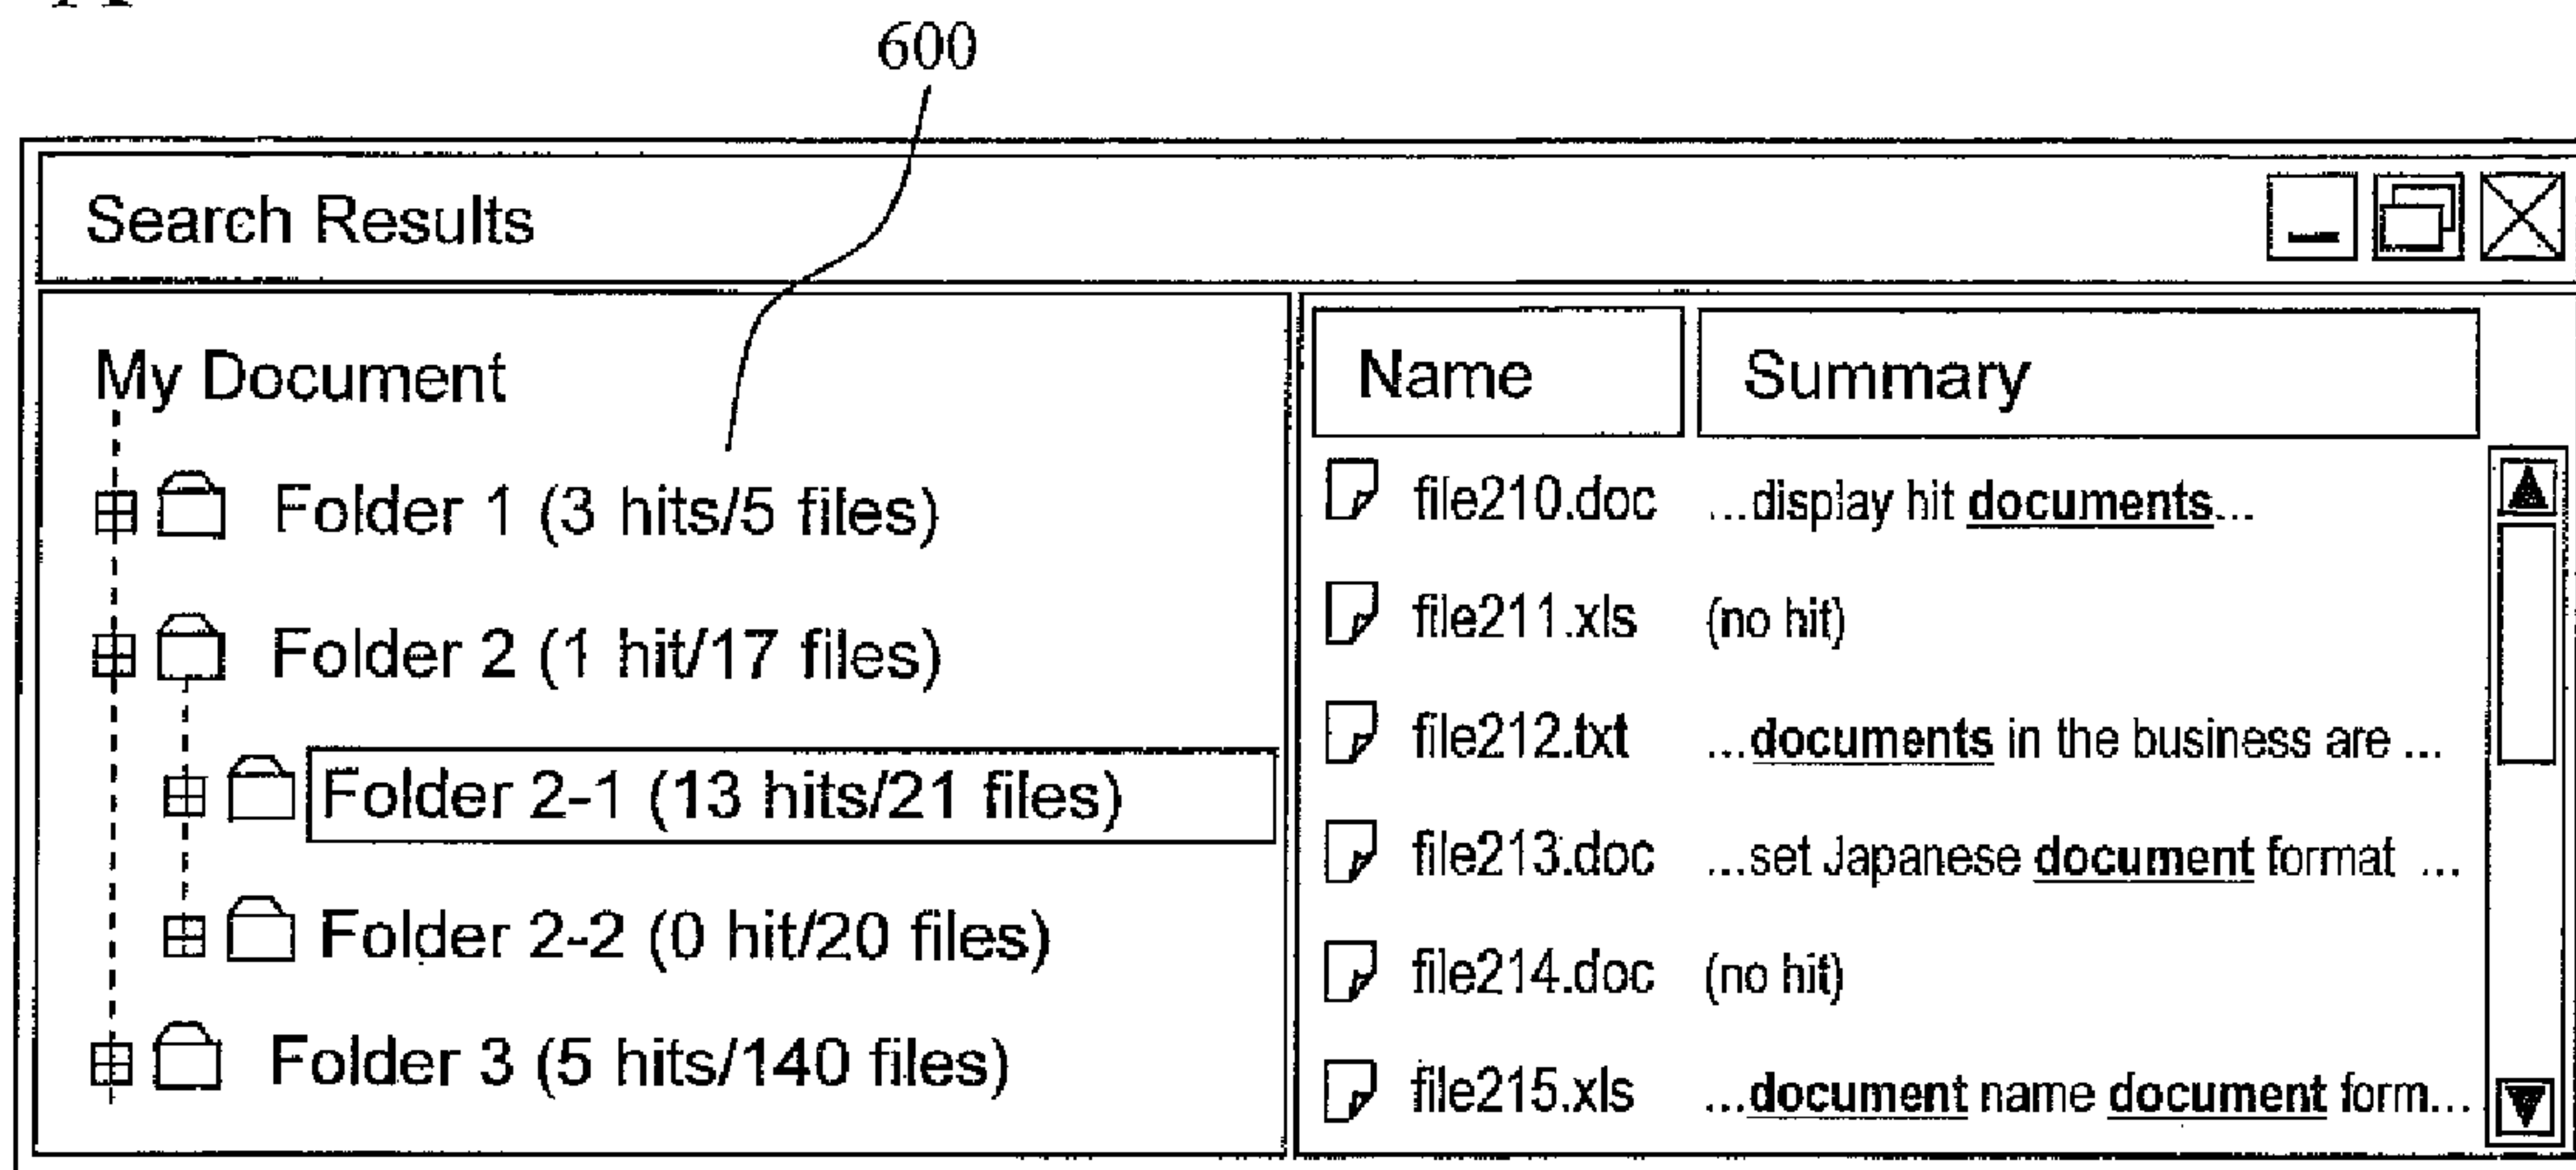 600
Search Results
My Document
Folder 1 (3 hits/5 files)
Folder 2 (1 hit/17 files)
Folder 2-1 (13 hits/21 files)
Folder 2-2 (0 hit/20 files)
Folder 3 (5 hits/140 files)
Name Summary
file210.doc ...display hit documents...
file211.xls (no hit)
file212.txt ...documents in the business are ...
file213.doc ...set Japanese document format ...
file214.doc (no hit)
file215.xls ...document name document form...